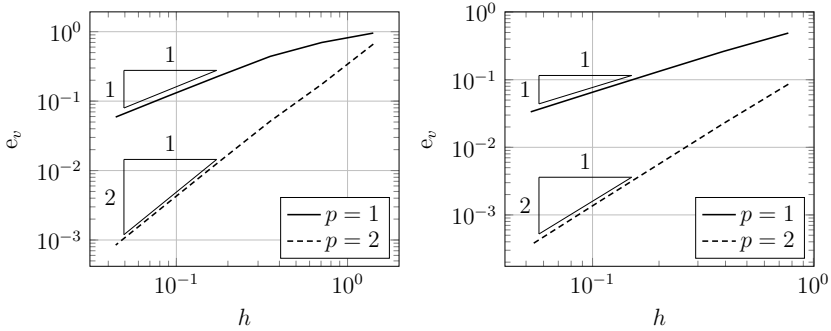 10^0
10^{-1}
10^{-2}
10^{-3}
e_v
1
1
1
2
p = 1
p = 2
10^{-1}
10^0
h
10^0
10^{-1}
10^{-2}
10^{-3}
e_v
1
1
1
2
p = 1
p = 2
10^{-1}
10^0
h